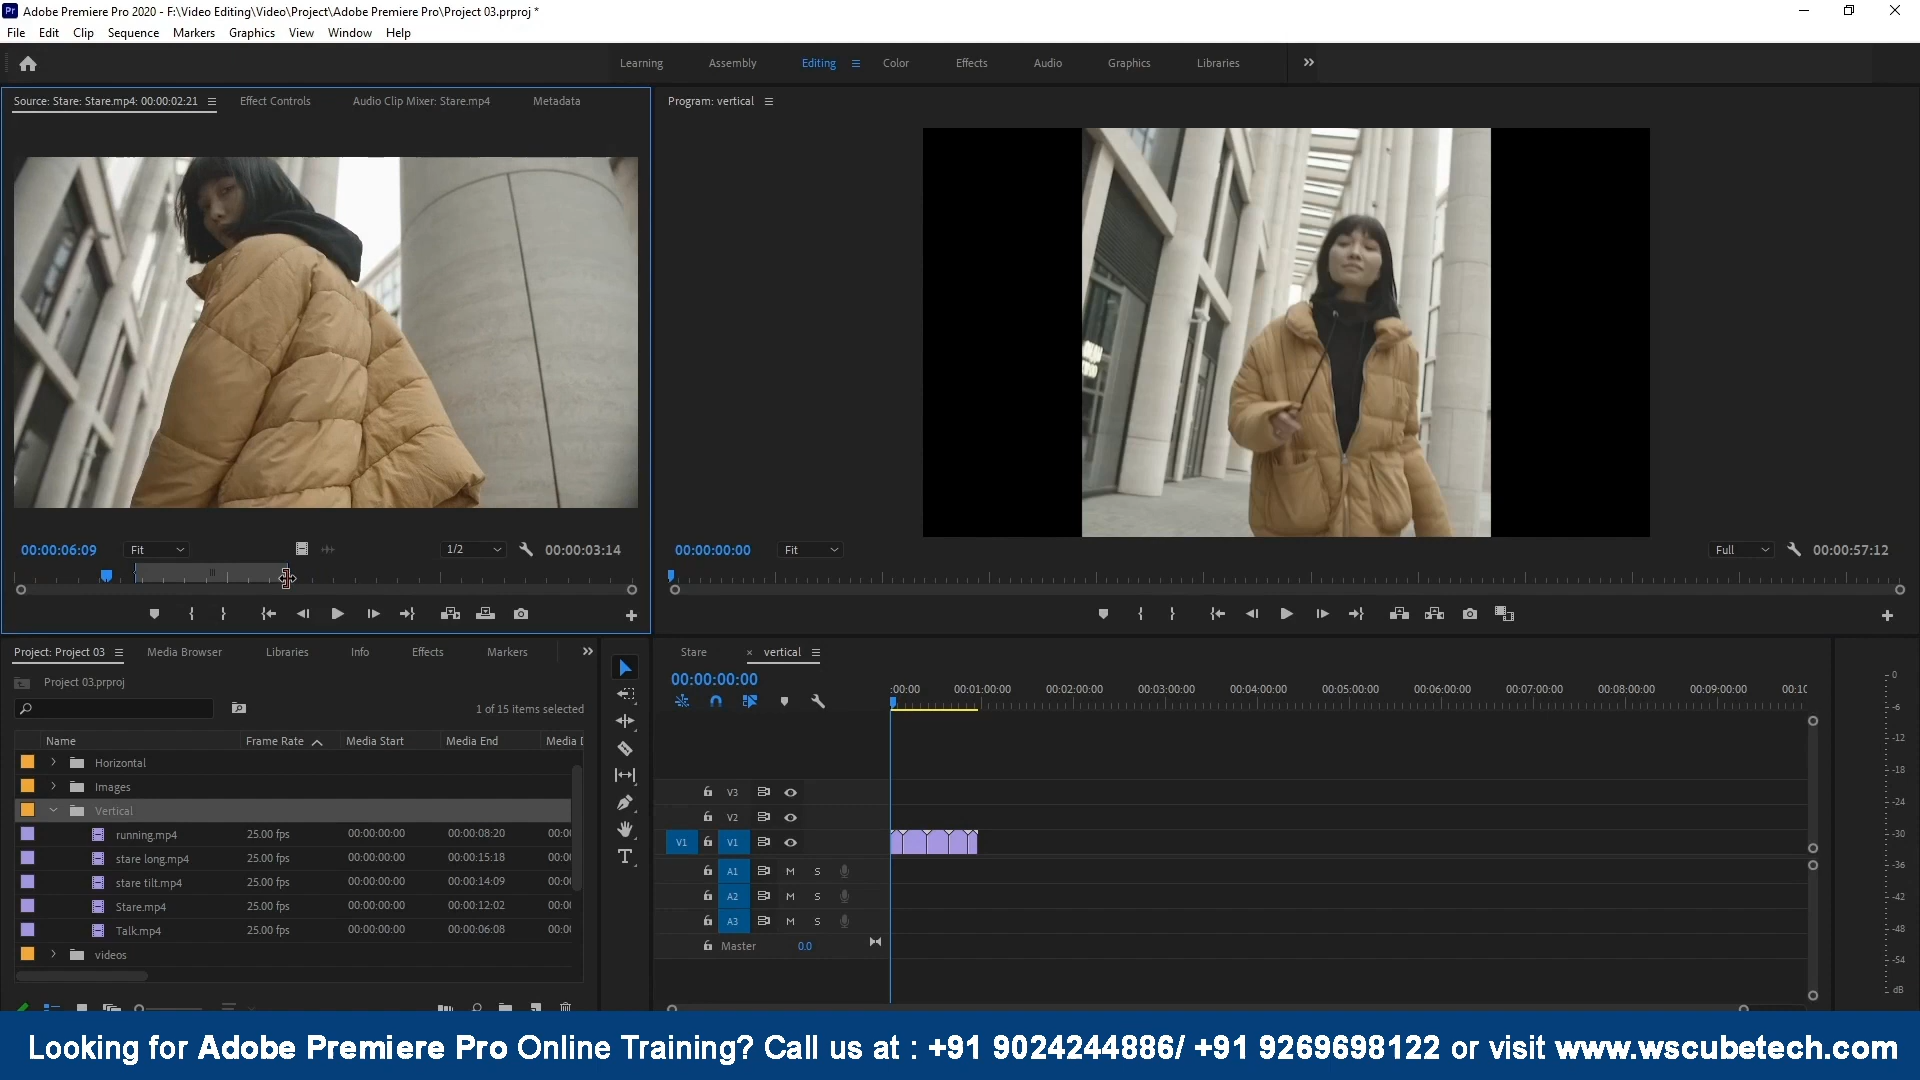 Pr Adobe Premiere Pro 2020 - F:\Video Editing\Video\Project\Adobe Premiere Pro\Project 03.prproj *
File Edit Clip Sequence Markers Graphics View Window Help
Learning Assembly Editing Color Effects Audio Graphics Libraries
Source: Stare: Stare.mp4: 00:00:02:21 Effect Controls Audio Clip Mixer: Stare.mp4 Metadata
Program: vertical
00:00:06:09 Fit 1/2 00:00:03:14
00:00:00:00 Fit Full 00:00:57:12
Project: Project 03 Media Browser Libraries Info Effects Markers
Project 03.prproj
1 of 15 items selected
Name Frame Rate Media Start Media End Media D
Horizontal
Images
Vertical
running.mp4 25.00 fps 00:00:00:00 00:00:08:20 00:00
stare long.mp4 25.00 fps 00:00:00:00 00:00:15:18 00:00
stare tilt.mp4 25.00 fps 00:00:00:00 00:00:14:09 00:00
Stare.mp4 25.00 fps 00:00:00:00 00:00:12:02 00:00
Talk.mp4 25.00 fps 00:00:00:00 00:00:06:08 00:00
videos
T
Stare × vertical
00:00:00:00
:00:00 00:01:00:00 00:02:00:00 00:03:00:00 00:04:00:00 00:05:00:00 00:06:00:00 00:07:00:00 00:08:00:00 00:09:00:00 00:10
V3
V2
V1 V1
A1 M S
A2 M S
A3 M S
Master 0.0
0
-6
-12
-18
-24
-30
-36
-42
-48
-54
dB
Looking for Adobe Premiere Pro Online Training? Call us at : +91 9024244886/ +91 9269698122 or visit www.wscubetech.com